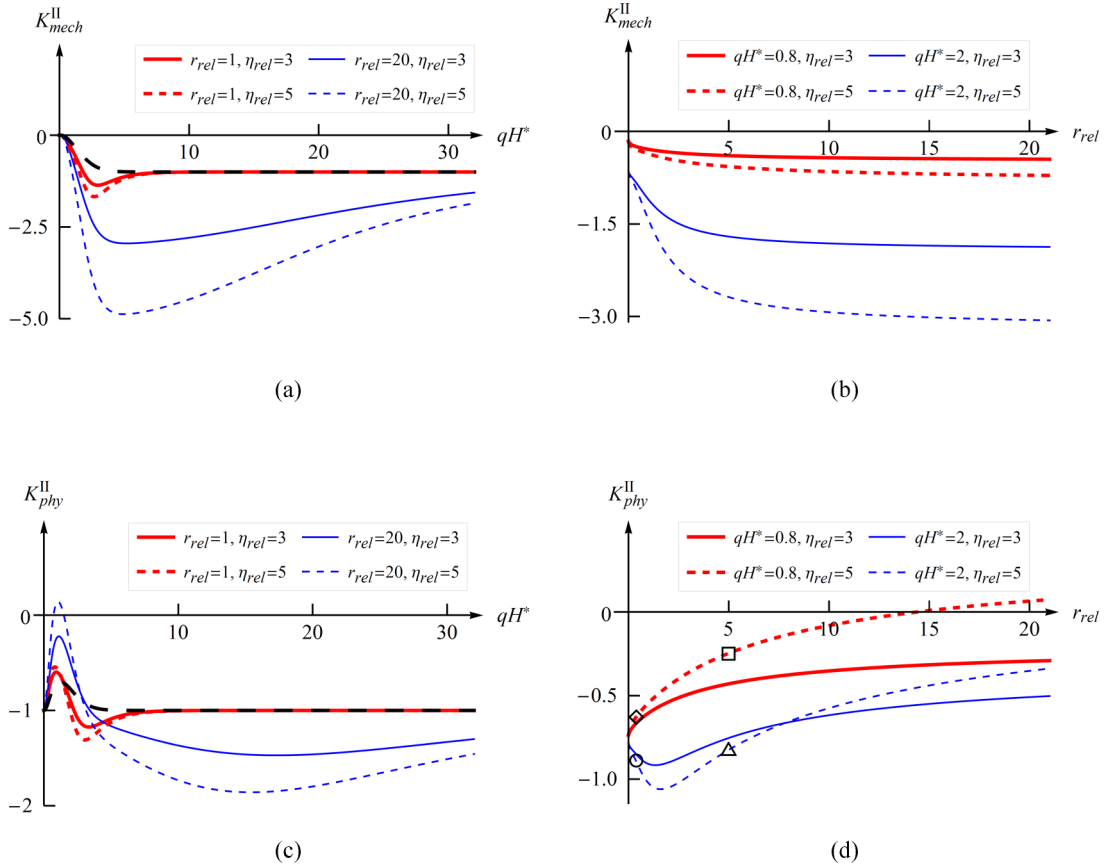 K^II_mech
r_rel=1, η_rel=3 r_rel=20, η_rel=3
r_rel=1, η_rel=5 r_rel=20, η_rel=5
0
10 20 30
qH*
−2.5
−5.0
(a)
K^II_mech
qH*=0.8, η_rel=3 qH*=2, η_rel=3
qH*=0.8, η_rel=5 qH*=2, η_rel=5
0
5 10 15 20
r_rel
−1.5
−3.0
(b)
K^II_phy
r_rel=1, η_rel=3 r_rel=20, η_rel=3
r_rel=1, η_rel=5 r_rel=20, η_rel=5
0
10 20 30
qH*
−1
−2
(c)
K^II_phy
qH*=0.8, η_rel=3 qH*=2, η_rel=3
qH*=0.8, η_rel=5 qH*=2, η_rel=5
0
5 10 15 20
r_rel
−0.5
−1.0
(d)